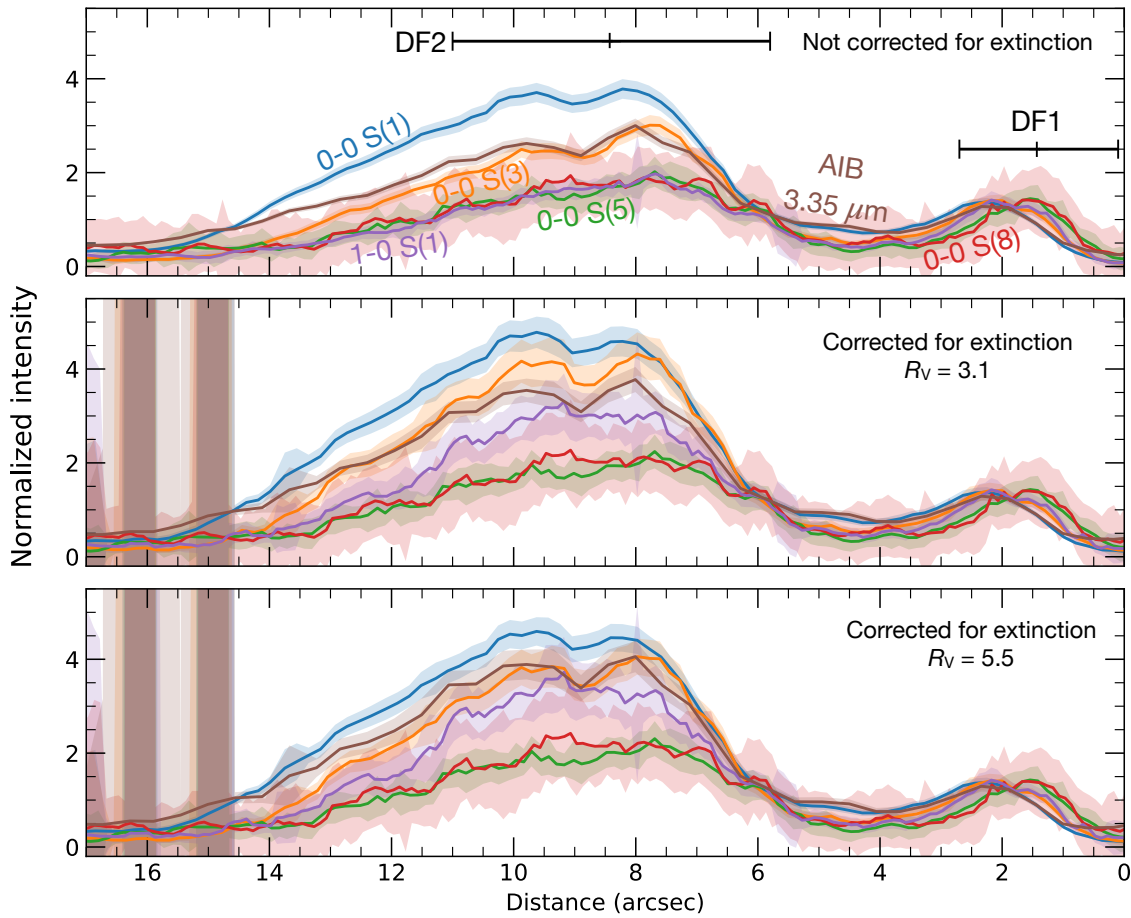 DF2
Not corrected for extinction
DF1
0-0 S(1)
0-0 S(3)
0-0 S(5)
1-0 S(1)
AIB
3.35 μm
0-0 S(8)
4
2
0
Corrected for extinction
R_V = 3.1
4
2
0
Corrected for extinction
R_V = 5.5
4
2
0
16 14 12 10 8 6 4 2 0
Distance (arcsec)
Normalized intensity